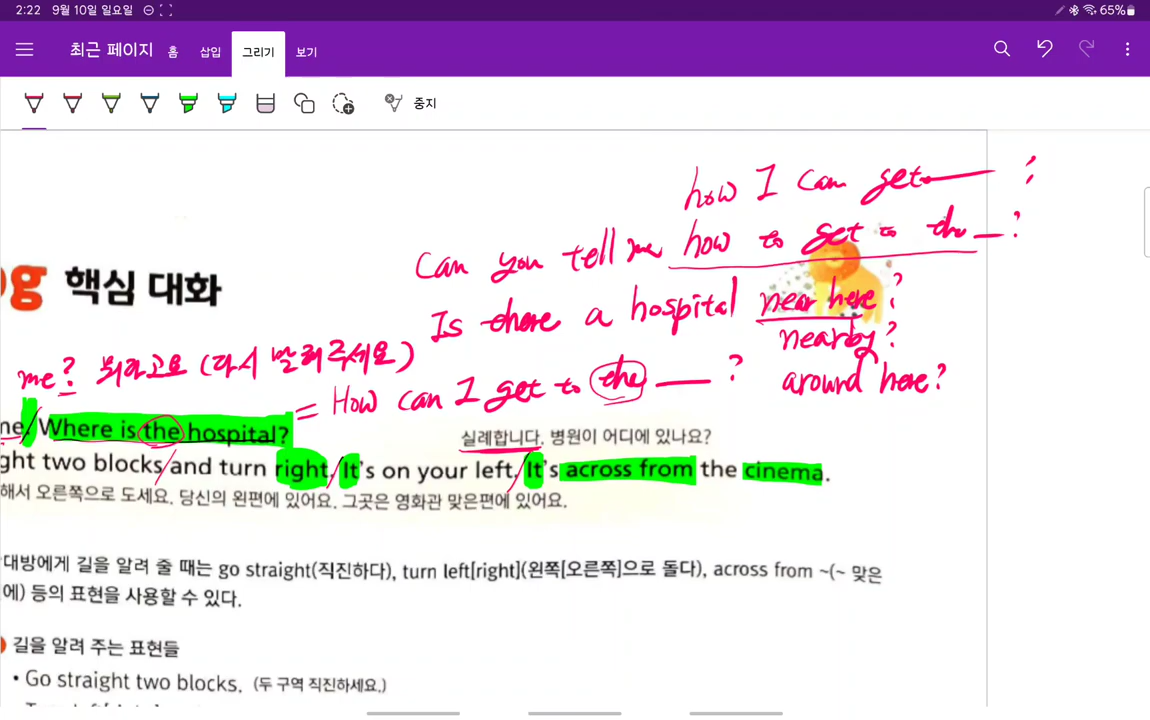 2:22 9월 10일 일요일 65%
최근 페이지 홈 삽입 그리기 보기
중지
how I can get ?
Can you tell me how to get to the ?
og 핵심 대화
Is there a hospital near here?
nearby?
me? 뭐라고요 (다시 말해주세요)
= How can I get to the ?
around here?
me. Where is the hospital?
실례합니다. 병원이 어디에 있나요?
ght two blocks and turn right. It's on your left. It's across from the cinema.
해서 오른쪽으로 도세요. 당신의 왼편에 있어요. 그곳은 영화관 맞은편에 있어요.
대방에게 길을 알려 줄 때는 go straight(직진하다), turn left[right](왼쪽[오른쪽]으로 돌다), across from ~(~ 맞은
에) 등의 표현을 사용할 수 있다.
길을 알려 주는 표현들
• Go straight two blocks. (두 구역 직진하세요.)